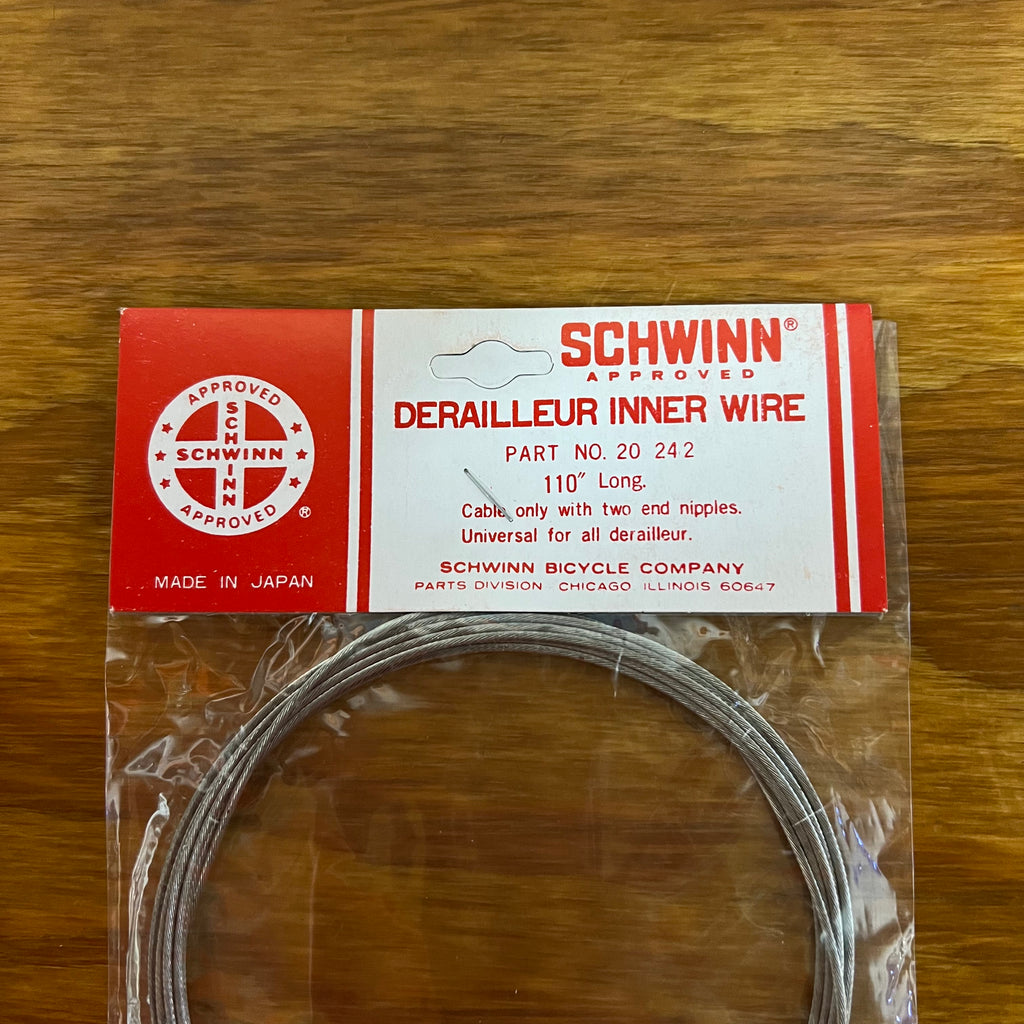 APPROVED
SCHWINN
SCHWINN
APPROVED
®
MADE IN JAPAN
SCHWINN®
APPROVED
DERAILLEUR INNER WIRE
PART NO. 20 242
110" Long.
Cable only with two end nipples.
Universal for all derailleur.
SCHWINN BICYCLE COMPANY
PARTS DIVISION CHICAGO ILLINOIS 60647